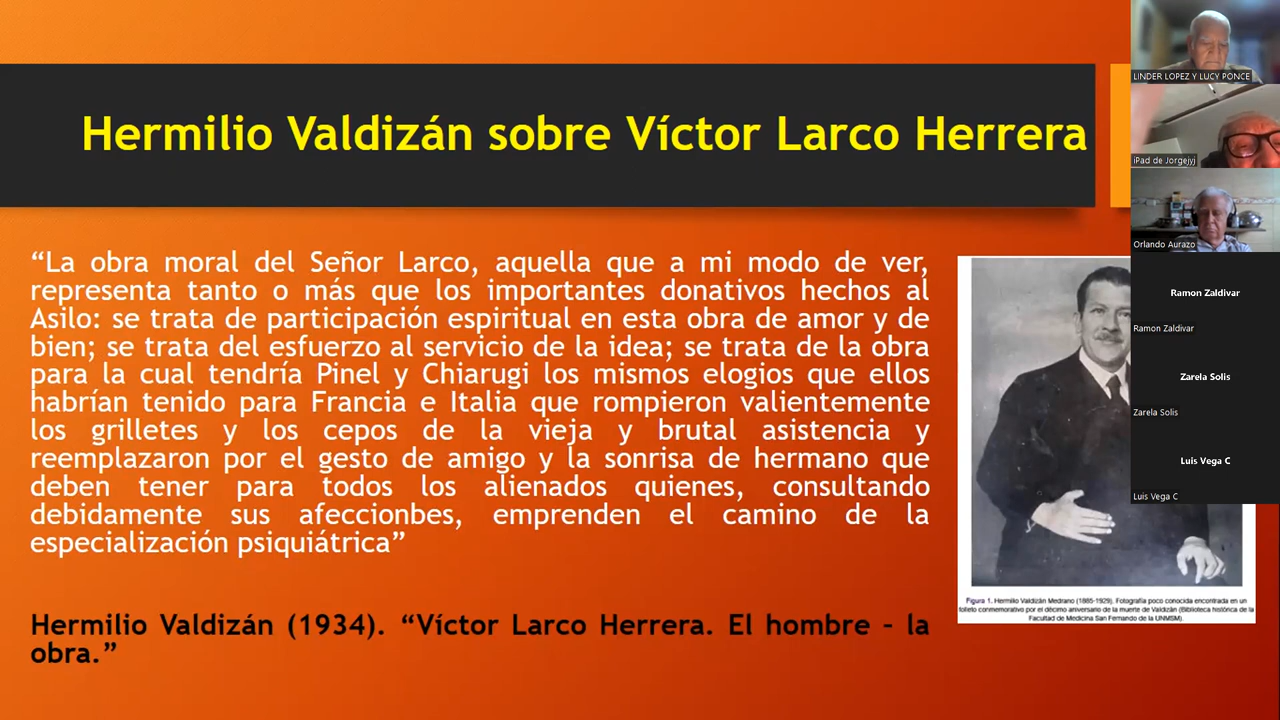 Hermilio Valdizán sobre Víctor Larco Herrera
“La obra moral del Señor Larco, aquella que a mi modo de ver,
representa tanto o más que los importantes donativos hechos al
Asilo: se trata de participación espiritual en esta obra de amor y de
bien; se trata del esfuerzo al servicio de la idea; se trata de la obra
para la cual tendría Pinel y Chiarugi los mismos elogios que ellos
habrían tenido para Francia e Italia que rompieron valientemente
los grilletes y los cepos de la vieja y brutal asistencia y
reemplazaron por el gesto de amigo y la sonrisa de hermano que
deben tener para todos los alienados quienes, consultando
debidamente sus afeccionbes, emprenden el camino de la
especialización psiquiátrica”
Hermilio Valdizán (1934). “Víctor Larco Herrera. El hombre – la
obra.”
Figura 1. Hermilio Valdizán Medrano (1885-1929). Fotografía poco conocida encontrada en un
folleto conmemorativo por el décimo aniversario de la muerte de Valdizán (Biblioteca histórica de la
Facultad de Medicina San Fernando de la UNMSM).
LINDER LOPEZ Y LUCY PONCE
iPad de Jorgejyj
Orlando Aurazo
Ramon Zaldivar
Ramon Zaldivar
Zarela Solis
Zarela Solis
Luis Vega C
Luis Vega C